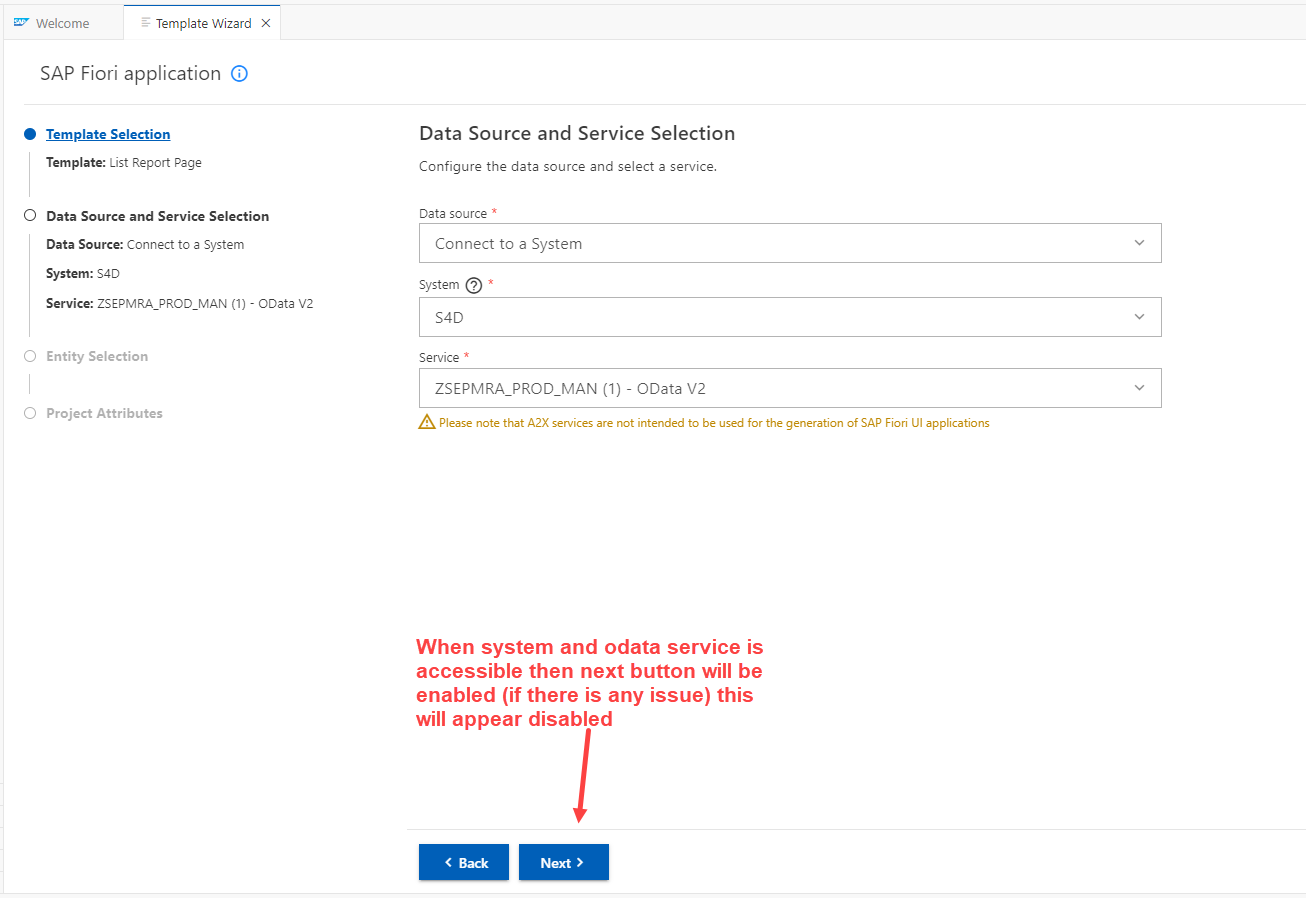 SAP Welcome
Template Wizard
SAP Fiori application
Template Selection
Template: List Report Page
Data Source and Service Selection
Data Source: Connect to a System
System: S4D
Service: ZSEPMRA_PROD_MAN (1) - OData V2
Entity Selection
Project Attributes
Data Source and Service Selection
Configure the data source and select a service.
Data source *
Connect to a System
System ? *
S4D
Service *
ZSEPMRA_PROD_MAN (1) - OData V2
Please note that A2X services are not intended to be used for the generation of SAP Fiori UI applications
When system and odata service is
accessible then next button will be
enabled (if there is any issue) this
will appear disabled
Back
Next